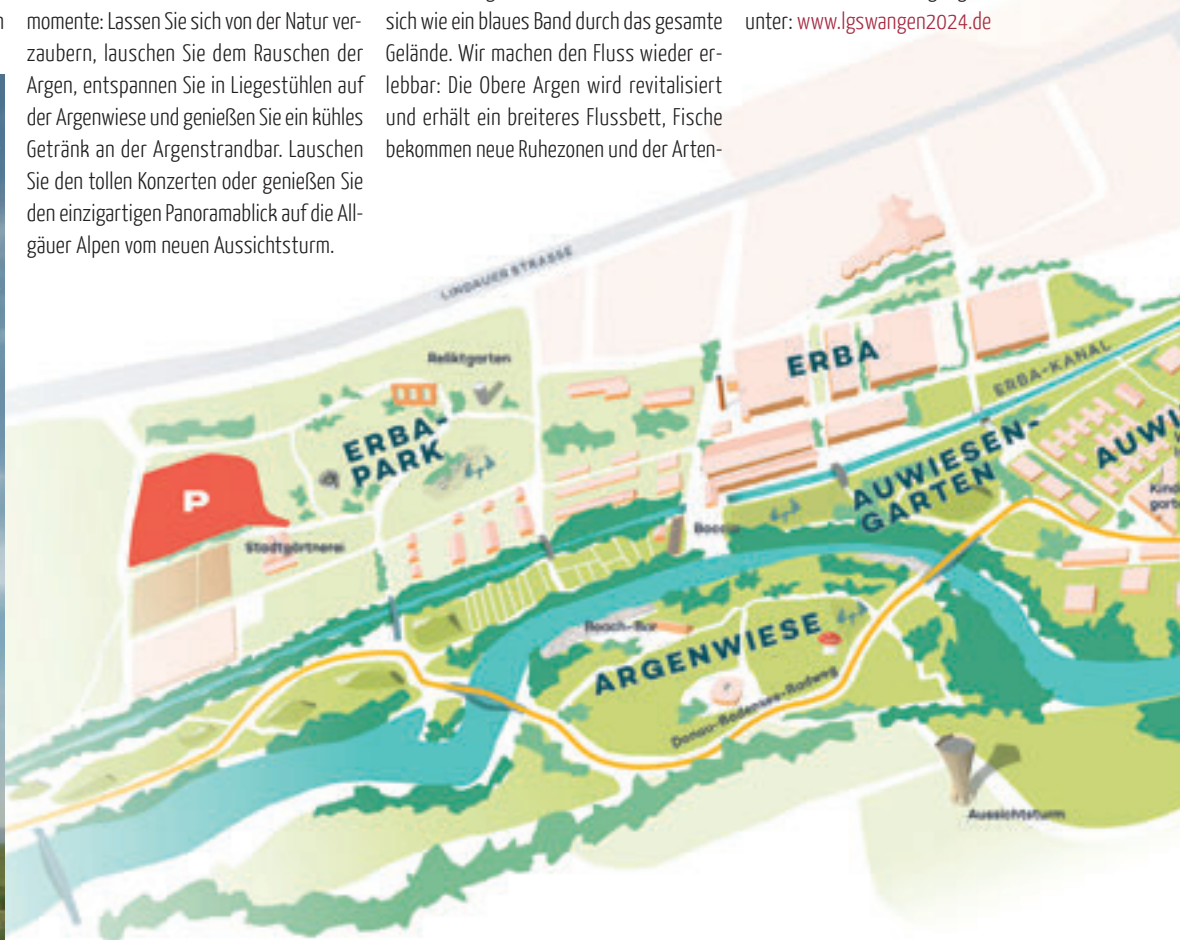 momente: Lassen Sie sich von der Natur ver-
zaubern, lauschen Sie dem Rauschen der
Argen, entspannen Sie in Liegestühlen auf
der Argenwiese und genießen Sie ein kühles
Getränk an der Argenstrandbar. Lauschen
Sie den tollen Konzerten oder genießen Sie
den einzigartigen Panoramablick auf die All-
gäuer Alpen vom neuen Aussichtsturm.
sich wie ein blaues Band durch das gesamte
Gelände. Wir machen den Fluss wieder er-
lebbar: Die Obere Argen wird revitalisiert
und erhält ein breiteres Flussbett, Fische
bekommen neue Ruhezonen und der Arten-
unter: www.lgswangen2024.de
LINDAUER STRASSE
Reliktgarten
ERBA-
PARK
P
Stadtgärtnerei
ERBA
ERBA-KANAL
AUWIESEN-
GARTEN
AUWI
Kind
garte
Boccia
Beach-Bar
ARGENWIESE
Donau-Bodensee-Radweg
Aussichtsturm